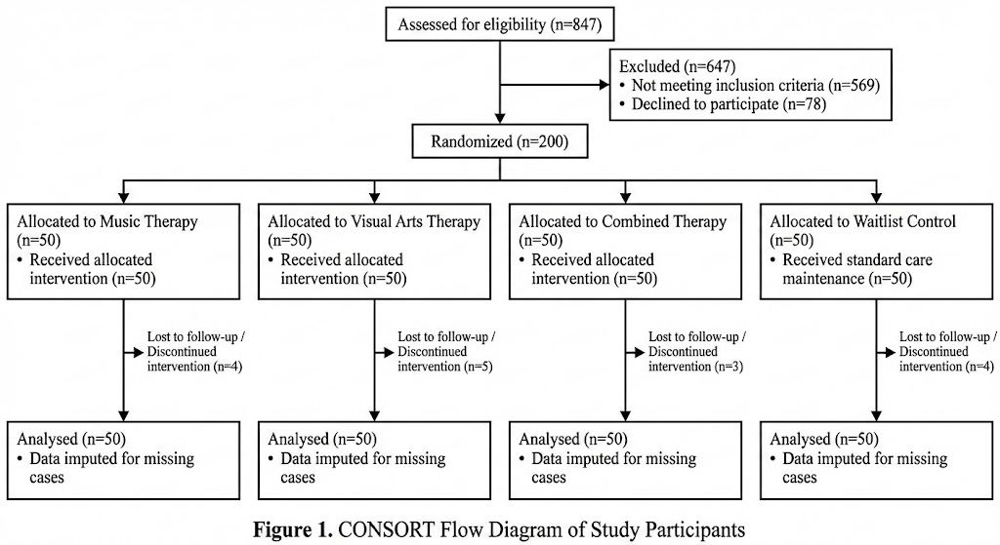 Assessed for eligibility (n=847)
Excluded (n=647)
• Not meeting inclusion criteria (n=569)
• Declined to participate (n=78)
Randomized (n=200)
Allocated to Music Therapy
(n=50)
• Received allocated
intervention (n=50)
Allocated to Visual Arts Therapy
(n=50)
• Received allocated
intervention (n=50)
Allocated to Combined Therapy
(n=50)
• Received allocated
intervention (n=50)
Allocated to Waitlist Control
(n=50)
• Received standard care
maintenance (n=50)
Lost to follow-up /
Discontinued
intervention (n=4)
Lost to follow-up /
Discontinued
intervention (n=5)
Lost to follow-up /
Discontinued
intervention (n=3)
Lost to follow-up /
Discontinued
intervention (n=4)
Analysed (n=50)
• Data imputed for missing
cases
Analysed (n=50)
• Data imputed for missing
cases
Analysed (n=50)
• Data imputed for missing
cases
Analysed (n=50)
• Data imputed for missing
cases
Figure 1. CONSORT Flow Diagram of Study Participants